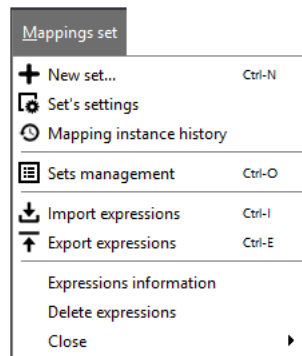 Mappings set
New set... Ctrl-N
Set's settings
Mapping instance history
Sets management Ctrl-O
Import expressions Ctrl-I
Export expressions Ctrl-E
Expressions information
Delete expressions
Close